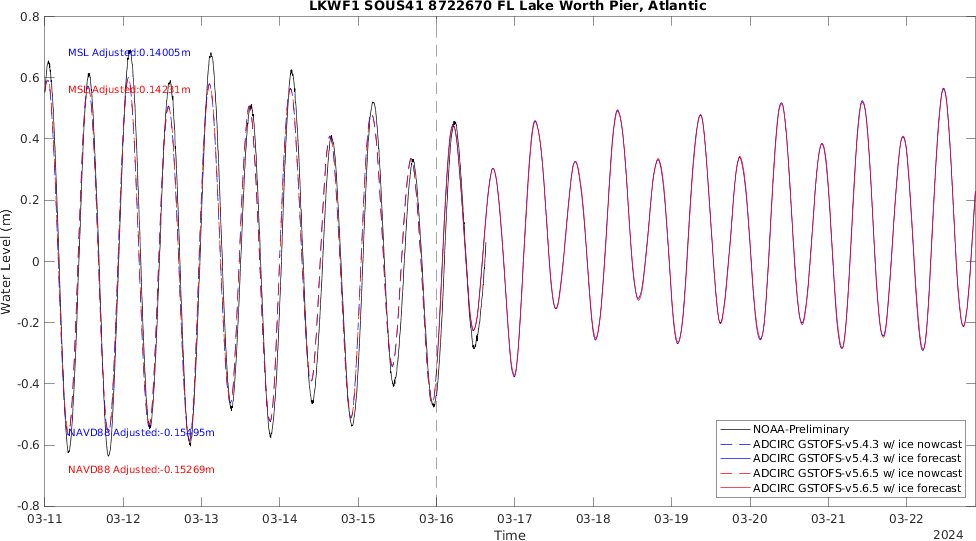 LKWF1 SOUS41 8722670 FL Lake Worth Pier, Atlantic
0.8
0.6
0.4
0.2
0
-0.2
-0.4
-0.6
-0.8
Water Level (m)
MSL Adjusted:0.14005m
MSL Adjusted:0.14231m
NAVD88 Adjusted:-0.15495m
NAVD88 Adjusted:-0.15269m
NOAA-Preliminary
ADCIRC GSTOFS-v5.4.3 w/ ice nowcast
ADCIRC GSTOFS-v5.4.3 w/ ice forecast
ADCIRC GSTOFS-v5.6.5 w/ ice nowcast
ADCIRC GSTOFS-v5.6.5 w/ ice forecast
03-11 03-12 03-13 03-14 03-15 03-16 03-17 03-18 03-19 03-20 03-21 03-22
Time
2024